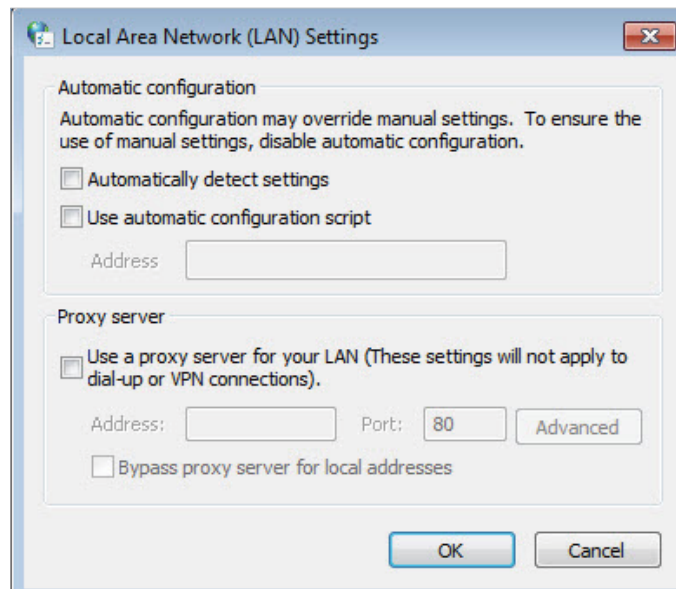 Local Area Network (LAN) Settings
Automatic configuration
Automatic configuration may override manual settings. To ensure the
use of manual settings, disable automatic configuration.
Automatically detect settings
Use automatic configuration script
Address
Proxy server
Use a proxy server for your LAN (These settings will not apply to
dial-up or VPN connections).
Address: Port: 80 Advanced
Bypass proxy server for local addresses
OK Cancel